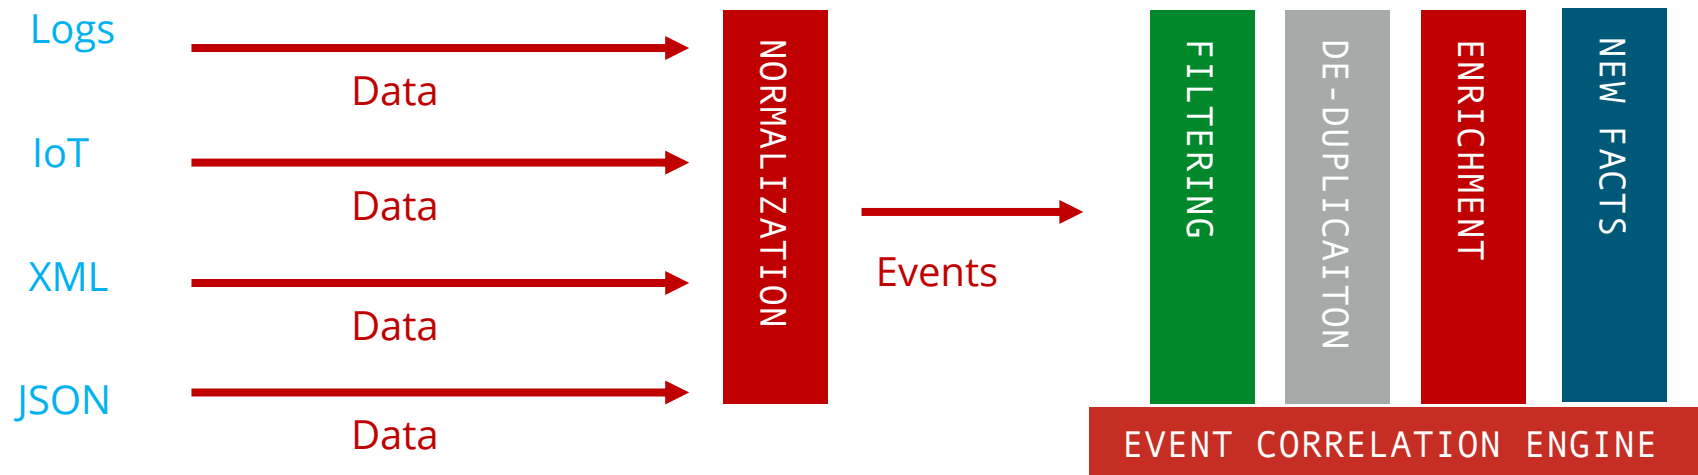 Logs
Data
IoT
Data
XML
Data
JSON
Data
NORMALIZATION
Events
FILTERING
DE-DUPLICAITON
ENRICHMENT
NEW FACTS
EVENT CORRELATION ENGINE